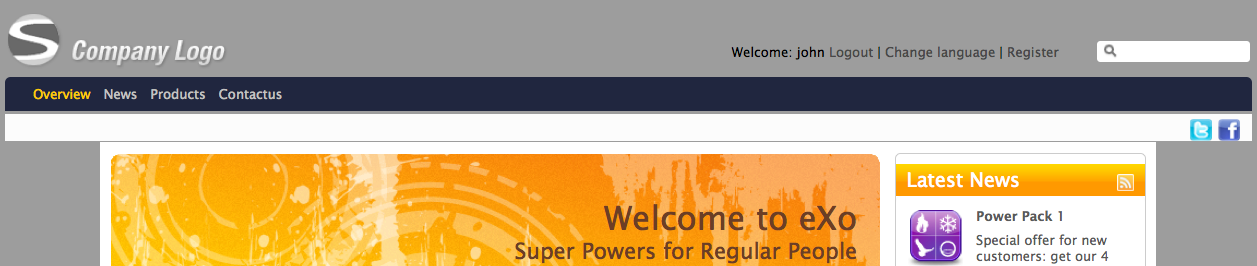 Company Logo
Welcome: john Logout | Change language | Register
Overview News Products Contactus
Welcome to eXo
Super Powers for Regular People
Latest News
Power Pack 1
Special offer for new
customers: get our 4